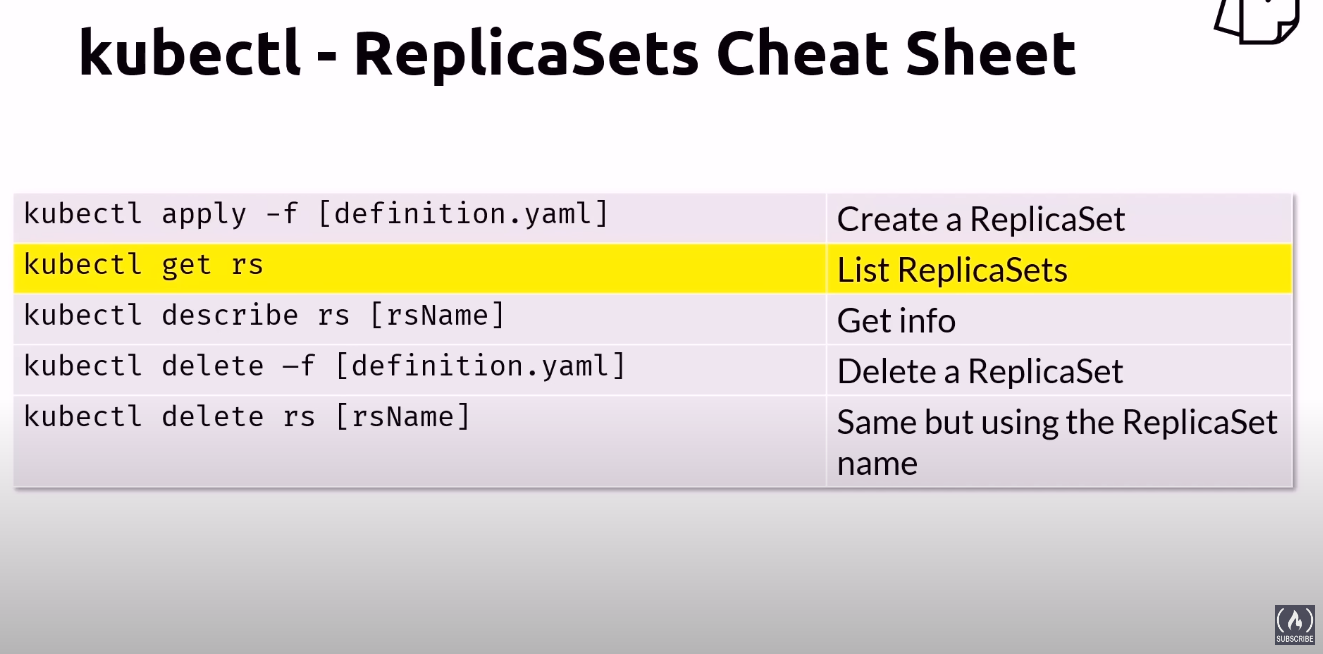 kubectl - ReplicaSets Cheat Sheet
kubectl apply -f [definition.yaml]
Create a ReplicaSet
kubectl get rs
List ReplicaSets
kubectl describe rs [rsName]
Get info
kubectl delete –f [definition.yaml]
Delete a ReplicaSet
kubectl delete rs [rsName]
Same but using the ReplicaSet
name
SUBSCRIBE